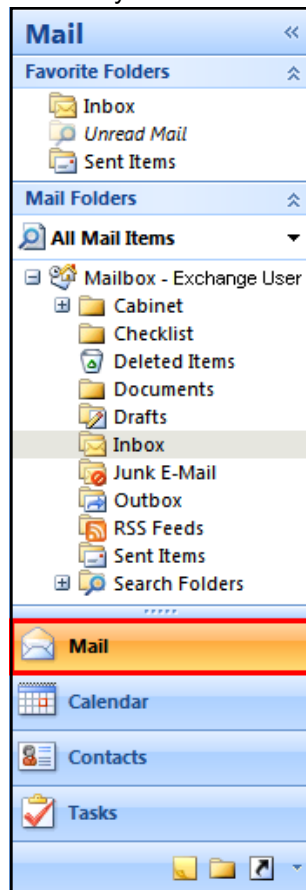 Mail
Favorite Folders
Inbox
Unread Mail
Sent Items
Mail Folders
All Mail Items
Mailbox - Exchange User
Cabinet
Checklist
Deleted Items
Documents
Drafts
Inbox
Junk E-Mail
Outbox
RSS Feeds
Sent Items
Search Folders
Mail
Calendar
Contacts
Tasks